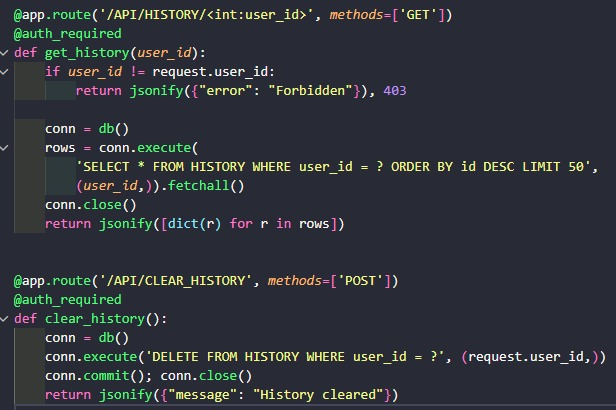 @app.route('/API/HISTORY/<int:user_id>', methods=['GET'])
@auth_required
def get_history(user_id):
    if user_id != request.user_id:
        return jsonify({"error": "Forbidden"}), 403

    conn = db()
    rows = conn.execute(
        'SELECT * FROM HISTORY WHERE user_id = ? ORDER BY id DESC LIMIT 50',
        (user_id,)).fetchall()
    conn.close()
    return jsonify([dict(r) for r in rows])


@app.route('/API/CLEAR_HISTORY', methods=['POST'])
@auth_required
def clear_history():
    conn = db()
    conn.execute('DELETE FROM HISTORY WHERE user_id = ?', (request.user_id,))
    conn.commit(); conn.close()
    return jsonify({"message": "History cleared"})